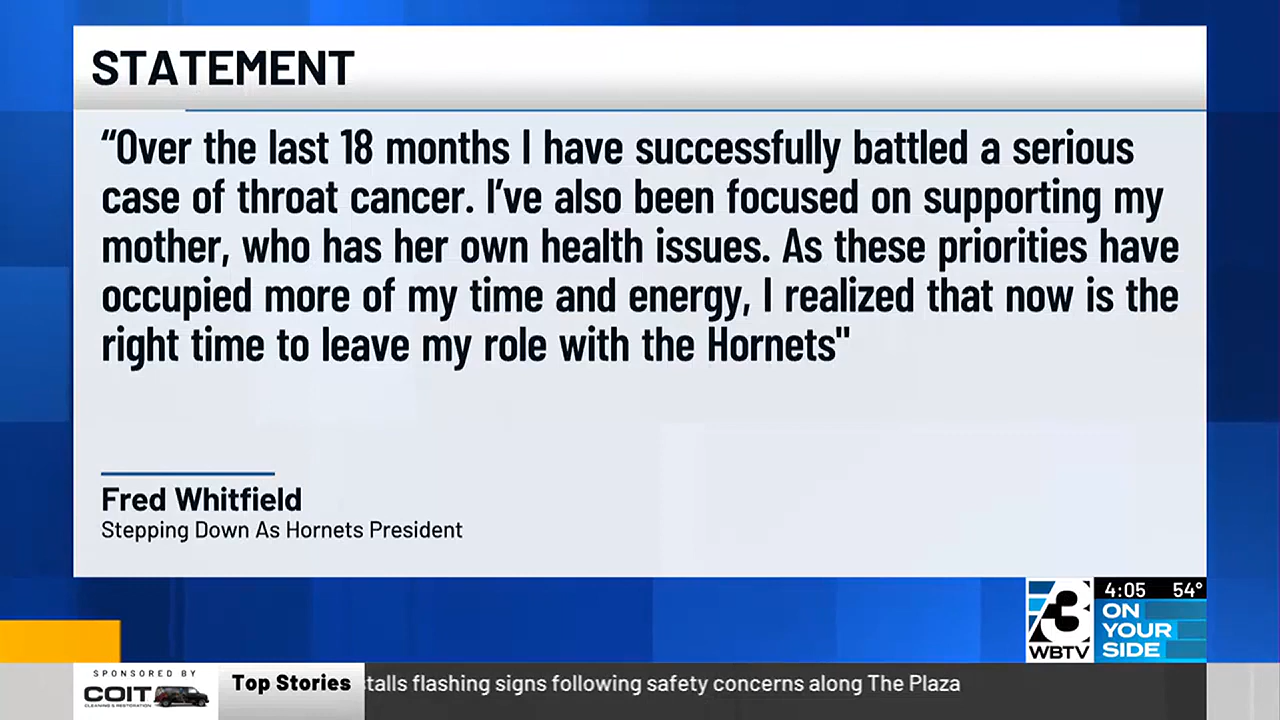 STATEMENT
“Over the last 18 months I have successfully battled a serious
case of throat cancer. I’ve also been focused on supporting my
mother, who has her own health issues. As these priorities have
occupied more of my time and energy, I realized that now is the
right time to leave my role with the Hornets"
Fred Whitfield
Stepping Down As Hornets President
4:05 54°
3
WBTV
ON
YOUR
SIDE
SPONSORED BY
COIT
CLEANING & RESTORATION
Top Stories
stalls flashing signs following safety concerns along The Plaza